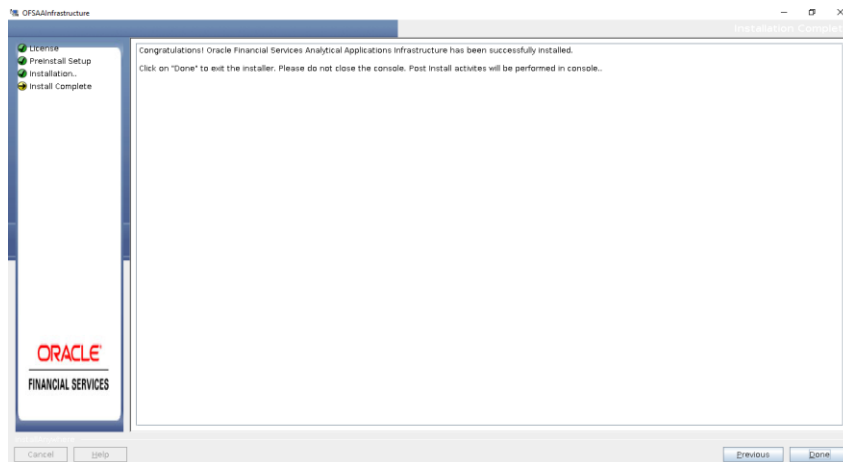 OFSAAInfrastructure
Installation Complet
License
Preinstall Setup
Installation..
Install Complete
Congratulations! Oracle Financial Services Analytical Applications Infrastructure has been successfully installed.
Click on "Done" to exit the installer. Please do not close the console. Post Install activites will be performed in console..
ORACLE
FINANCIAL SERVICES
Cancel
Help
Previous
Done